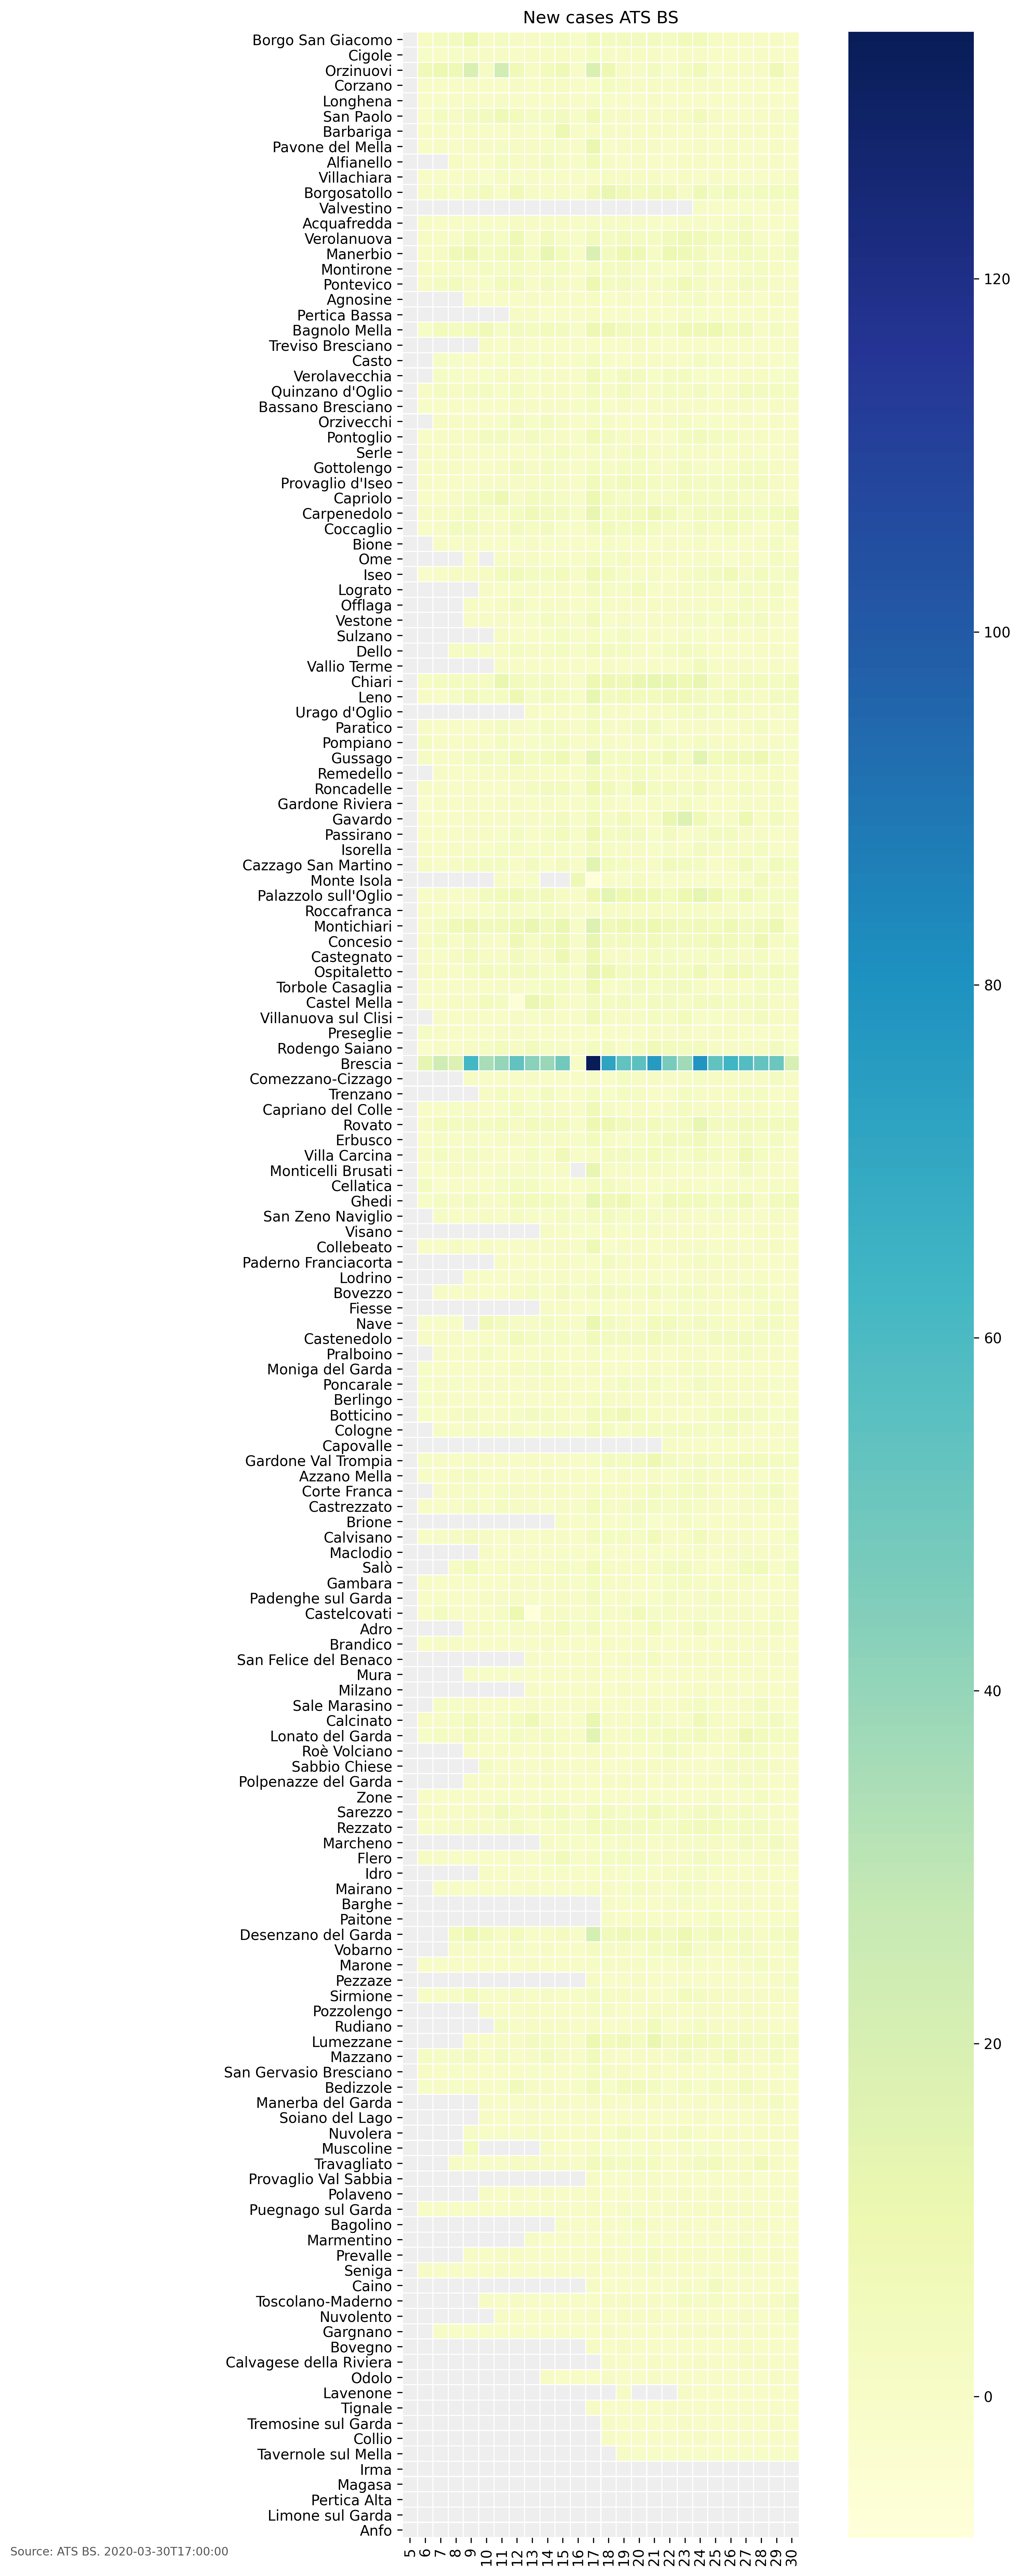 New cases ATS BS
Borgo San Giacomo
Cigole
Orzinuovi
Corzano
Longhena
San Paolo
Barbariga
Pavone del Mella
Alfianello
Villachiara
Borgosatollo
Valvestino
Acquafredda
Verolanuova
Manerbio
Montirone
Pontevico
Agnosine
Pertica Bassa
Bagnolo Mella
Treviso Bresciano
Casto
Verolavecchia
Quinzano d'Oglio
Bassano Bresciano
Orzivecchi
Pontoglio
Serle
Gottolengo
Provaglio d'Iseo
Capriolo
Carpenedolo
Coccaglio
Bione
Ome
Iseo
Lograto
Offlaga
Vestone
Sulzano
Dello
Vallio Terme
Chiari
Leno
Urago d'Oglio
Paratico
Pompiano
Gussago
Remedello
Roncadelle
Gardone Riviera
Gavardo
Passirano
Isorella
Cazzago San Martino
Monte Isola
Palazzolo sull'Oglio
Roccafranca
Montichiari
Concesio
Castegnato
Ospitaletto
Torbole Casaglia
Castel Mella
Villanuova sul Clisi
Preseglie
Rodengo Saiano
Brescia
Comezzano-Cizzago
Trenzano
Capriano del Colle
Rovato
Erbusco
Villa Carcina
Monticelli Brusati
Cellatica
Ghedi
San Zeno Naviglio
Visano
Collebeato
Paderno Franciacorta
Lodrino
Bovezzo
Fiesse
Nave
Castenedolo
Pralboino
Moniga del Garda
Poncarale
Berlingo
Botticino
Cologne
Capovalle
Gardone Val Trompia
Azzano Mella
Corte Franca
Castrezzato
Brione
Calvisano
Maclodio
Salò
Gambara
Padenghe sul Garda
Castelcovati
Adro
Brandico
San Felice del Benaco
Mura
Milzano
Sale Marasino
Calcinato
Lonato del Garda
Roè Volciano
Sabbio Chiese
Polpenazze del Garda
Zone
Sarezzo
Rezzato
Marcheno
Flero
Idro
Mairano
Barghe
Paitone
Desenzano del Garda
Vobarno
Marone
Pezzaze
Sirmione
Pozzolengo
Rudiano
Lumezzane
Mazzano
San Gervasio Bresciano
Bedizzole
Manerba del Garda
Soiano del Lago
Nuvolera
Muscoline
Travagliato
Provaglio Val Sabbia
Polaveno
Puegnago sul Garda
Bagolino
Marmentino
Prevalle
Seniga
Caino
Toscolano-Maderno
Nuvolento
Gargnano
Bovegno
Calvagese della Riviera
Odolo
Lavenone
Tignale
Tremosine sul Garda
Collio
Tavernole sul Mella
Irma
Magasa
Pertica Alta
Limone sul Garda
Anfo
5 6 7 8 9 10 11 12 13 14 15 16 17 18 19 20 21 22 23 24 25 26 27 28 29 30
120
100
80
60
40
20
0
Source: ATS BS. 2020-03-30T17:00:00